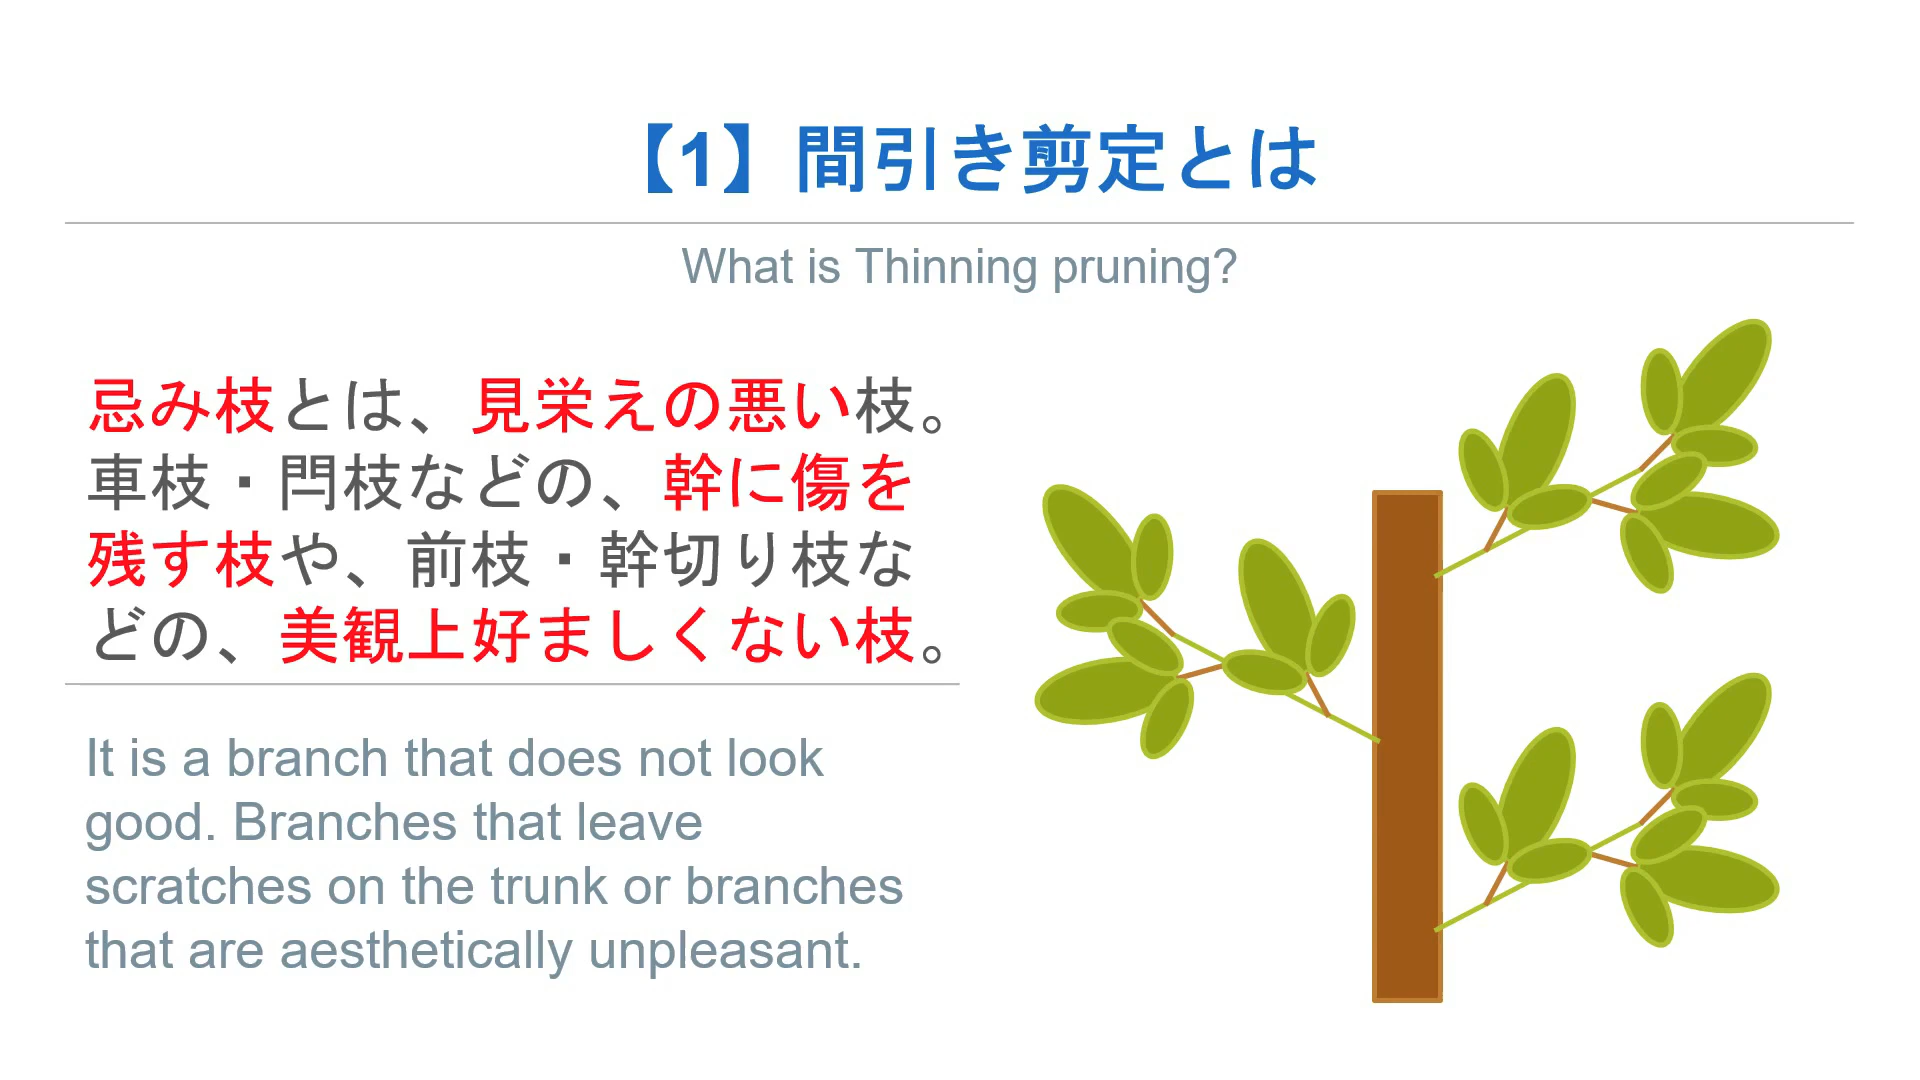 【1】間引き剪定とは
What is Thinning pruning?
忌み枝とは、見栄えの悪い枝。
車枝・閂枝などの、幹に傷を
残す枝や、前枝・幹切り枝な
どの、美観上好ましくない枝。
It is a branch that does not look
good. Branches that leave
scratches on the trunk or branches
that are aesthetically unpleasant.